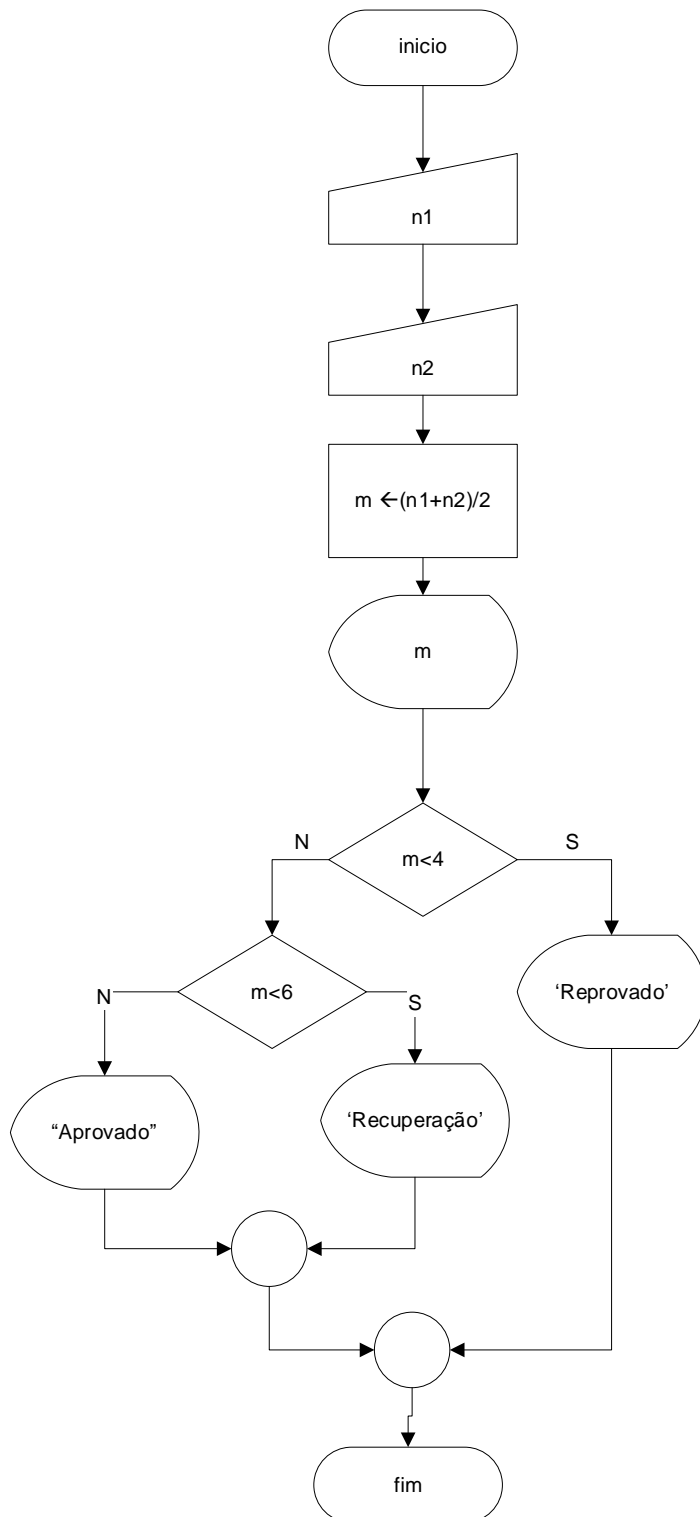 inicio
n1
n2
m ←(n1+n2)/2
m
N
m<4
S
N
m<6
S
‘Reprovado’
“Aprovado”
‘Recuperação’
fim